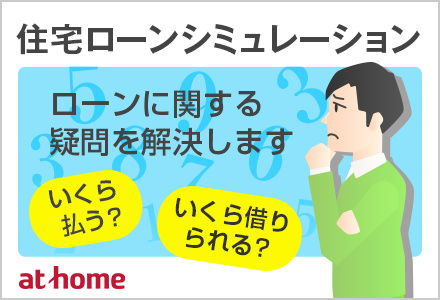 住宅ローンシミュレーション
ローンに関する
疑問を解決します
いくら
払う?
いくら借り
られる?
at home